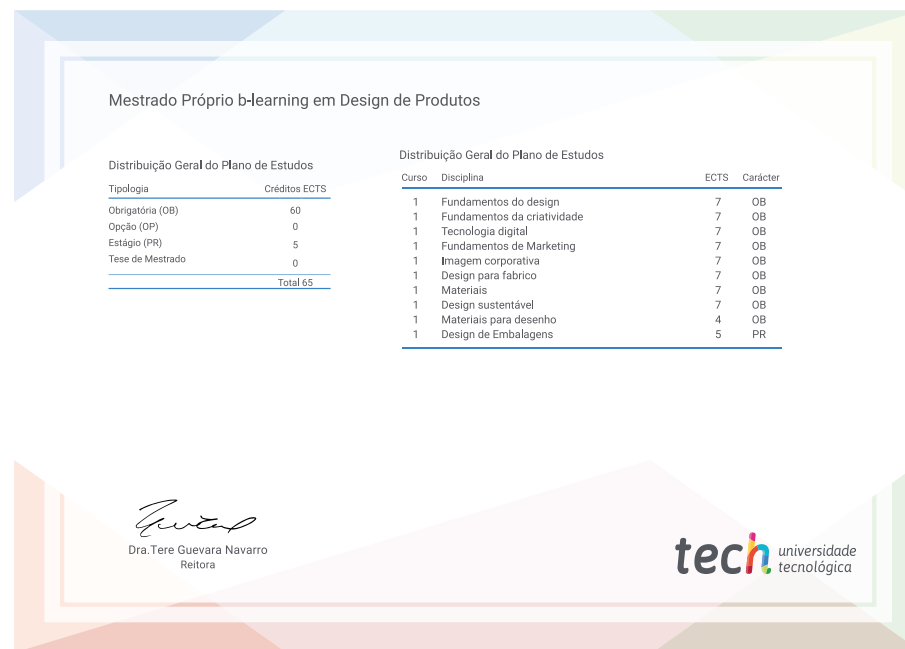 Mestrado Próprio b-learning em Design de Produtos
Distribuição Geral do Plano de Estudos
Tipologia Créditos ECTS
Obrigatória (OB) 60
Opção (OP) 0
Estágio (PR) 5
Tese de Mestrado 0
Total 65
Distribuição Geral do Plano de Estudos
Curso Disciplina ECTS Carácter
1 Fundamentos do design 7 OB
1 Fundamentos da criatividade 7 OB
1 Tecnologia digital 7 OB
1 Fundamentos de Marketing 7 OB
1 Imagem corporativa 7 OB
1 Design para fabrico 7 OB
1 Materiais 7 OB
1 Design sustentável 7 OB
1 Materiais para desenho 4 OB
1 Design de Embalagens 5 PR
Dra.Tere Guevara Navarro
Reitora
tech universidade
tecnológica